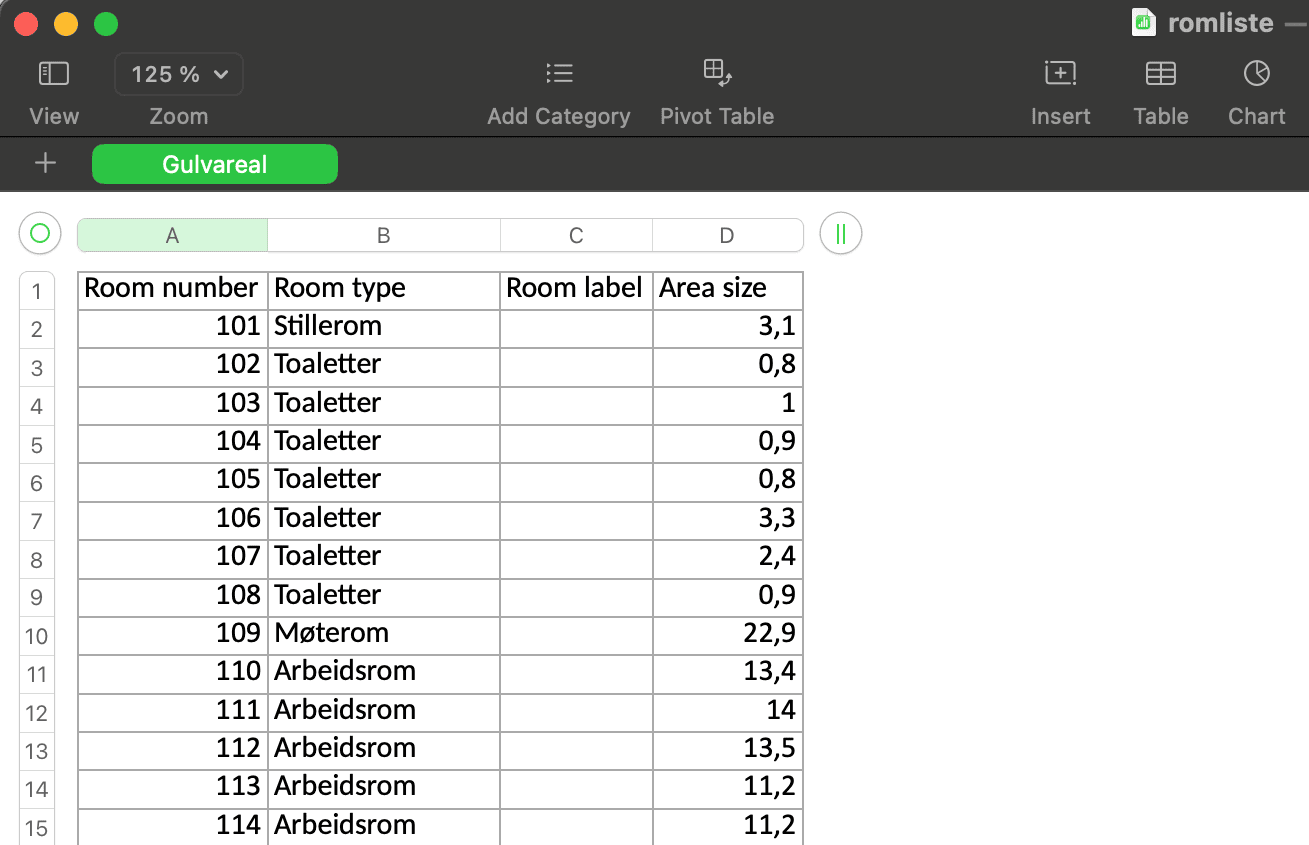 romliste —
125 %
View Zoom Add Category Pivot Table Insert Table Chart
+ Gulvareal
A B C D
1 Room number Room type Room label Area size
2 101 Stillerom 3,1
3 102 Toaletter 0,8
4 103 Toaletter 1
5 104 Toaletter 0,9
6 105 Toaletter 0,8
7 106 Toaletter 3,3
8 107 Toaletter 2,4
9 108 Toaletter 0,9
10 109 Møterom 22,9
11 110 Arbeidsrom 13,4
12 111 Arbeidsrom 14
13 112 Arbeidsrom 13,5
14 113 Arbeidsrom 11,2
15 114 Arbeidsrom 11,2